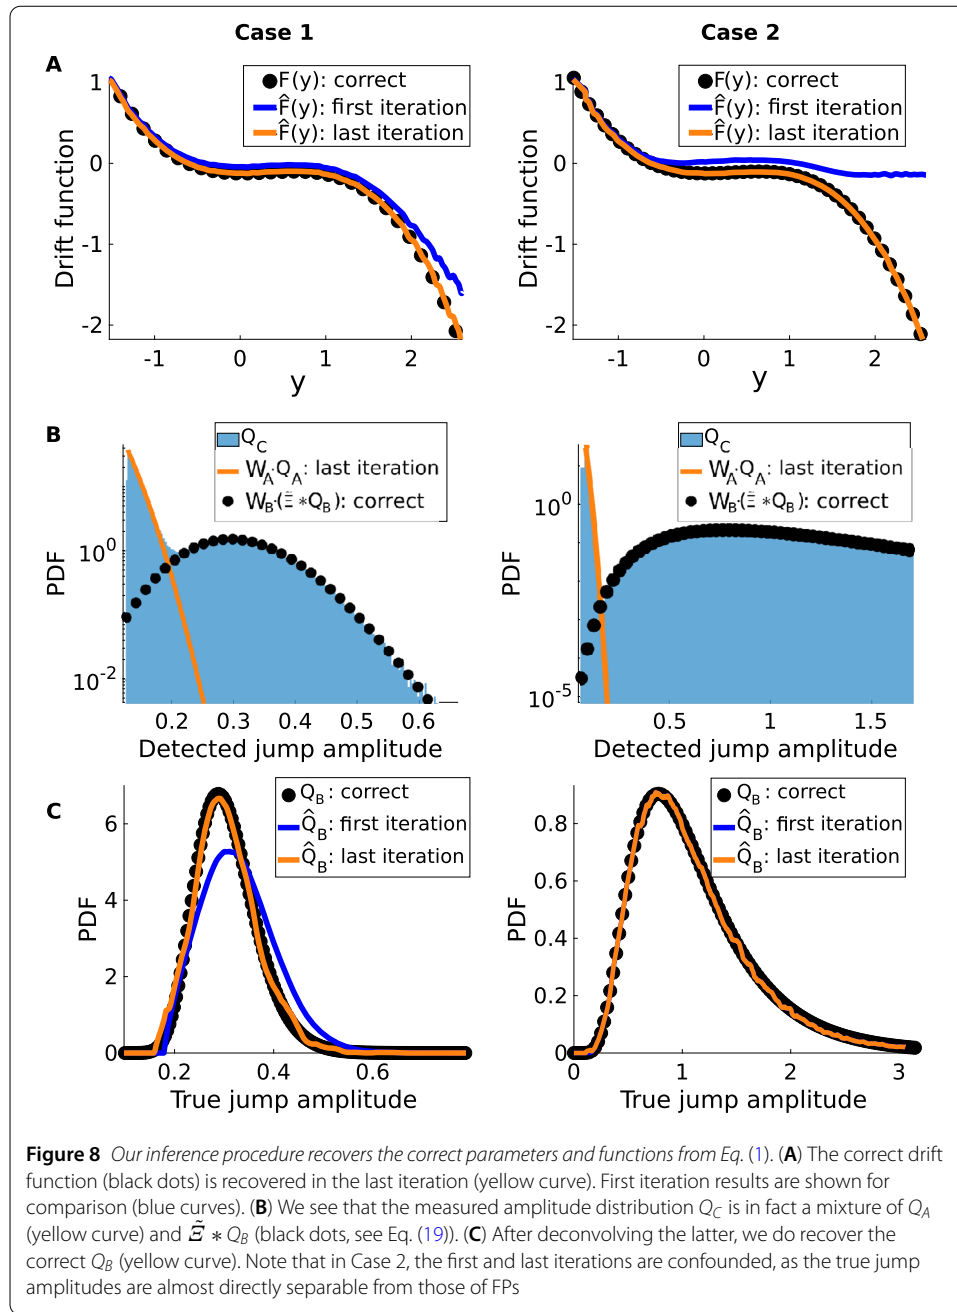 Case 1
Case 2
A
F(y): correct
F̂(y): first iteration
F̂(y): last iteration
F(y): correct
F̂(y): first iteration
F̂(y): last iteration
Drift function
1
0
-1
-2
-1
0
1
2
y
Drift function
1
0
-1
-2
-1
0
1
2
y
B
Q_C
W_A·Q_A: last iteration
W_B·(Ξ̃ *Q_B): correct
Q_C
W_A·Q_A: last iteration
W_B·(Ξ̃ *Q_B): correct
PDF
10^0
10^-2
0.2
0.3
0.4
0.5
0.6
Detected jump amplitude
PDF
10^0
10^-5
0.5
1
1.5
Detected jump amplitude
C
Q_B: correct
Q̂_B: first iteration
Q̂_B: last iteration
Q_B: correct
Q̂_B: first iteration
Q̂_B: last iteration
PDF
6
4
2
0
0.2
0.4
0.6
True jump amplitude
PDF
0.8
0.6
0.4
0.2
0
0
1
2
3
True jump amplitude
Figure 8 Our inference procedure recovers the correct parameters and functions from Eq. (1). (A) The correct drift
function (black dots) is recovered in the last iteration (yellow curve). First iteration results are shown for
comparison (blue curves). (B) We see that the measured amplitude distribution Q_C is in fact a mixture of Q_A
(yellow curve) and Ξ̃ * Q_B (black dots, see Eq. (19)). (C) After deconvolving the latter, we do recover the
correct Q_B (yellow curve). Note that in Case 2, the first and last iterations are confounded, as the true jump
amplitudes are almost directly separable from those of FPs